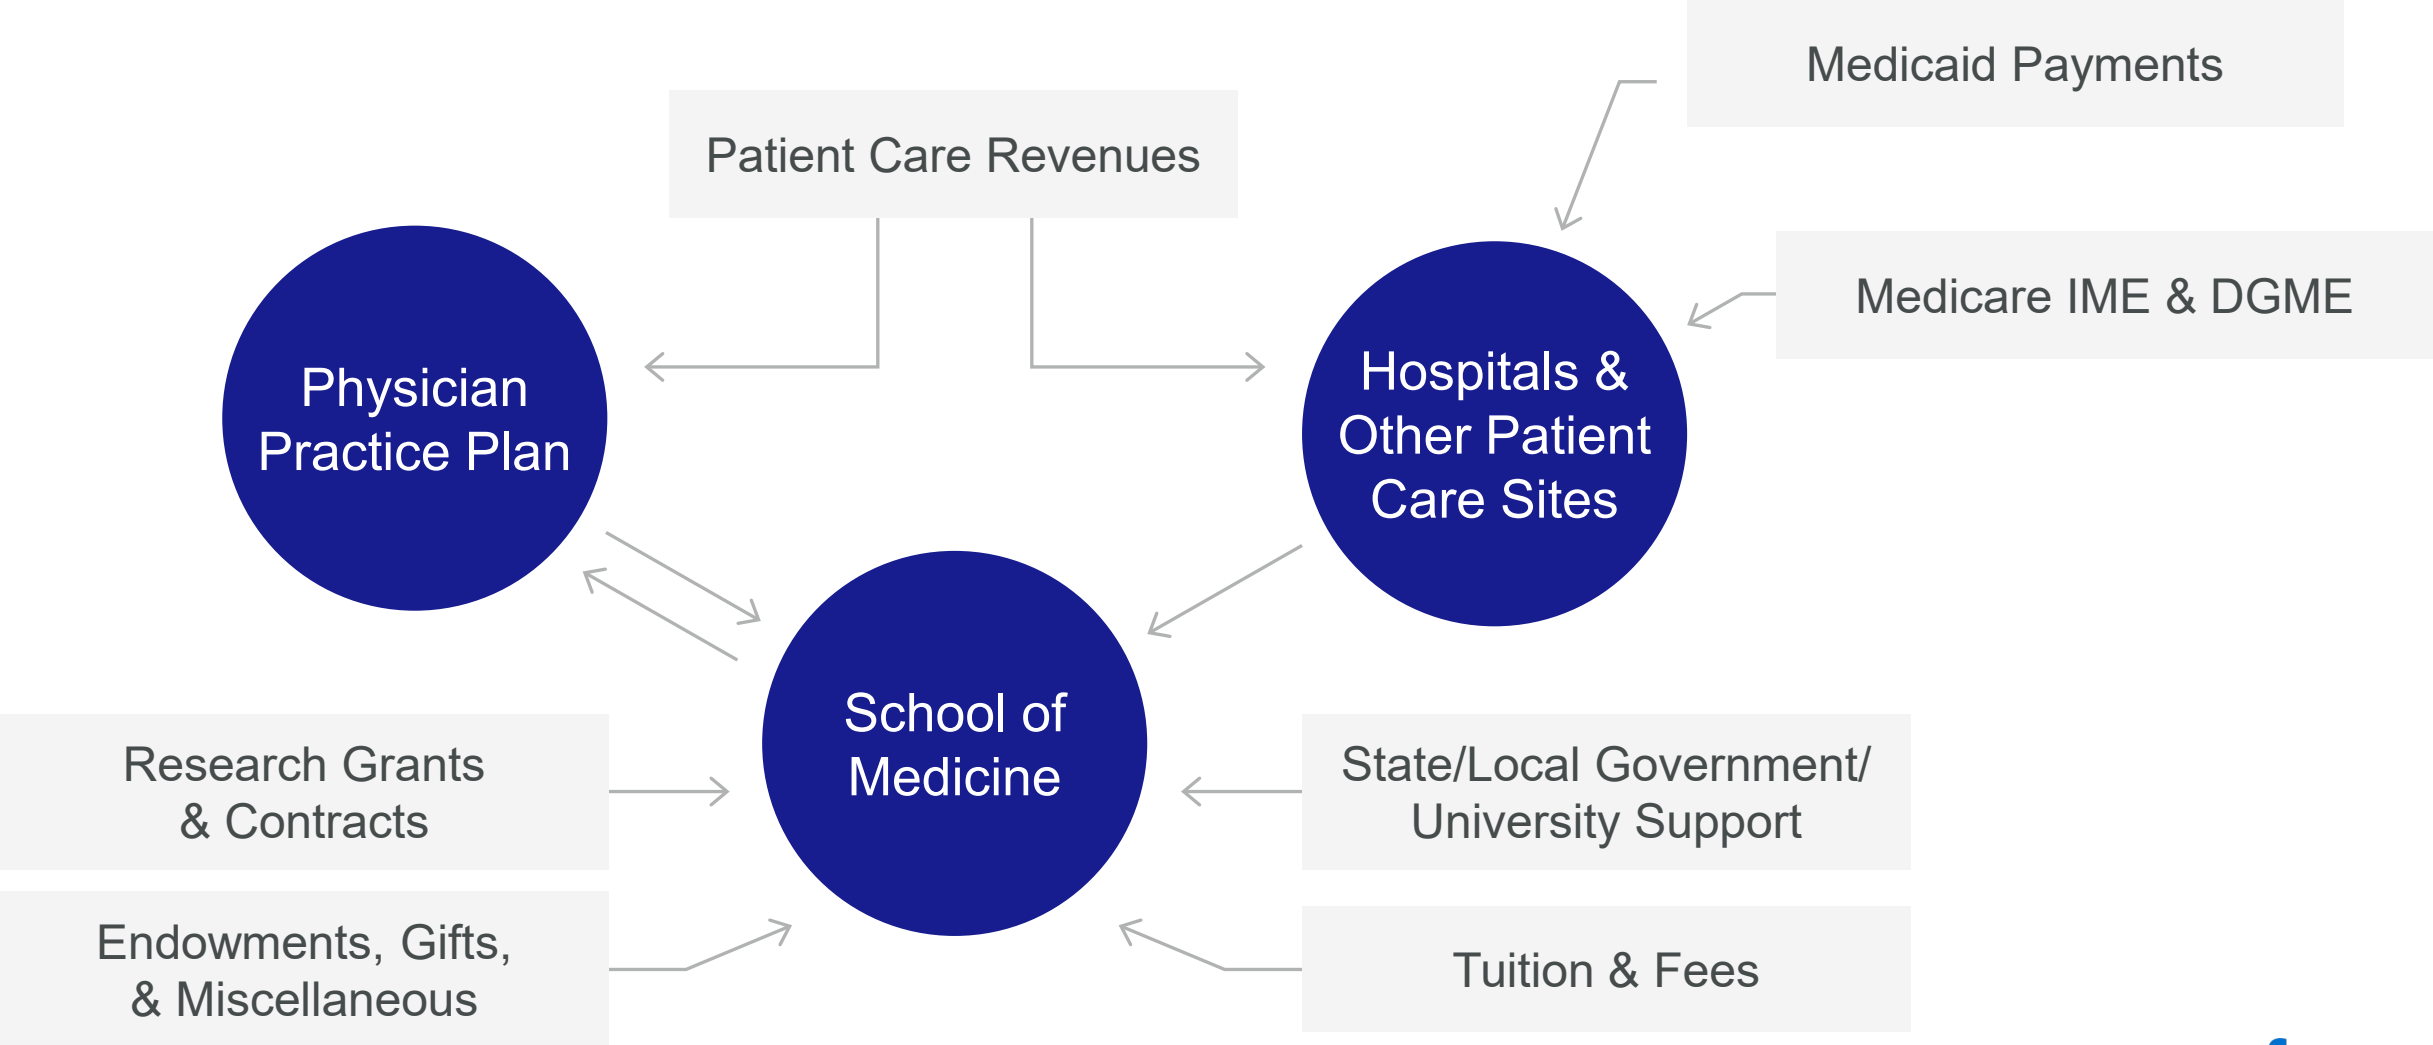 Medicaid Payments
Patient Care Revenues
Medicare IME & DGME
Physician
Practice Plan
Hospitals &
Other Patient
Care Sites
School of
Medicine
Research Grants
& Contracts
State/Local Government/
University Support
Endowments, Gifts,
& Miscellaneous
Tuition & Fees